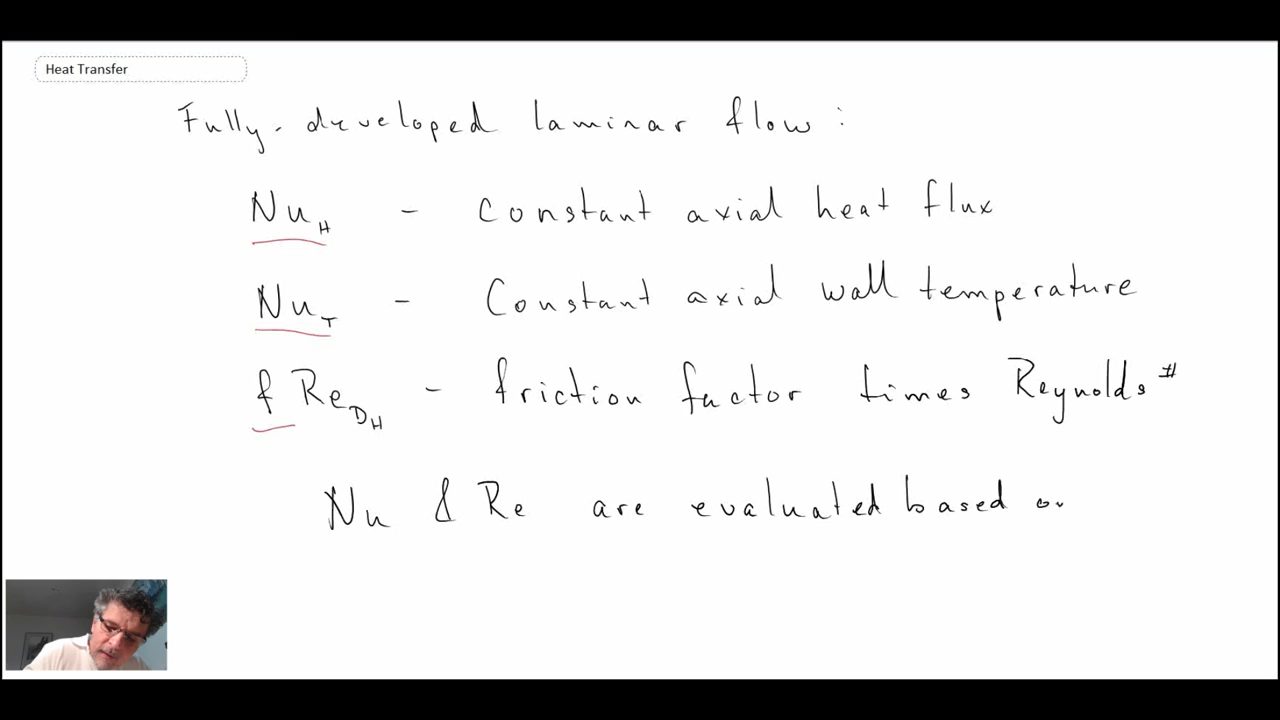 Heat Transfer
Fully-developed laminar flow:
Nu_H - Constant axial heat flux
Nu_T - Constant axial wall temperature
f Re_DH - friction factor times Reynolds #
Nu & Re are evaluated based on